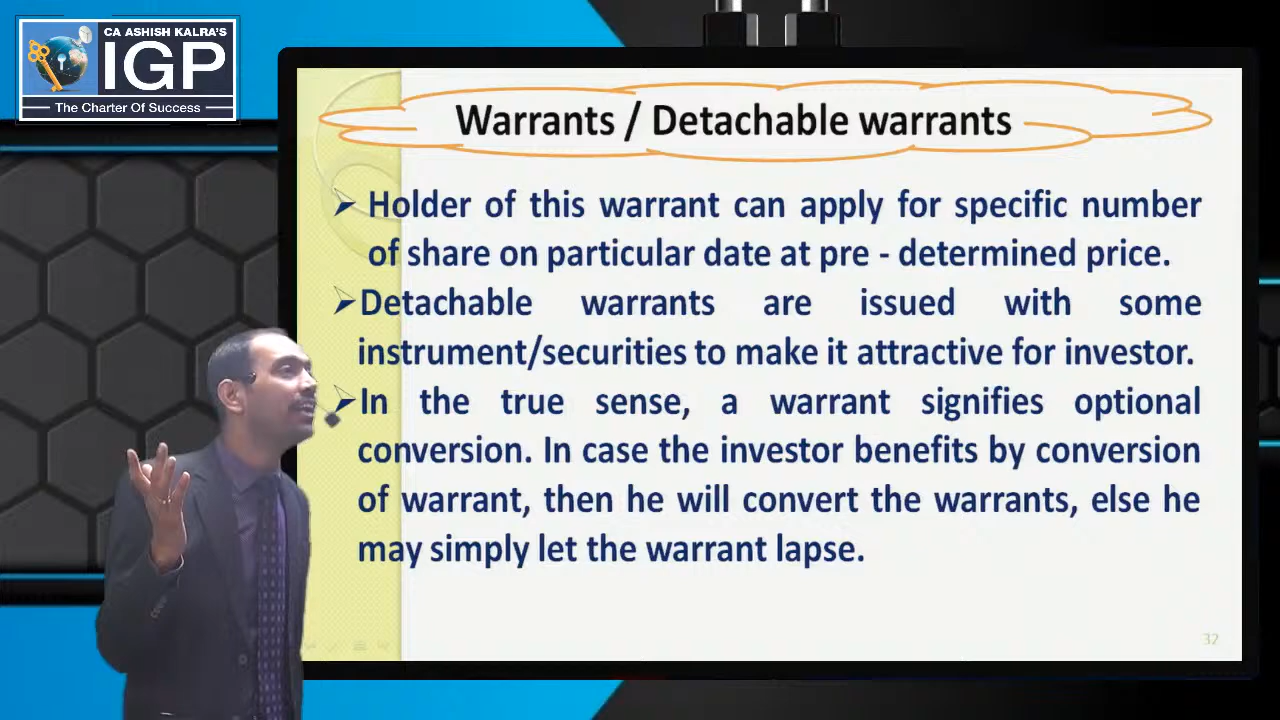 CA ASHISH KALRA'S
IGP
The Charter Of Success
Warrants / Detachable warrants
➢ Holder of this warrant can apply for specific number
of share on particular date at pre - determined price.
➢Detachable warrants are issued with some
instrument/securities to make it attractive for investor.
➢In the true sense, a warrant signifies optional
conversion. In case the investor benefits by conversion
of warrant, then he will convert the warrants, else he
may simply let the warrant lapse.
32